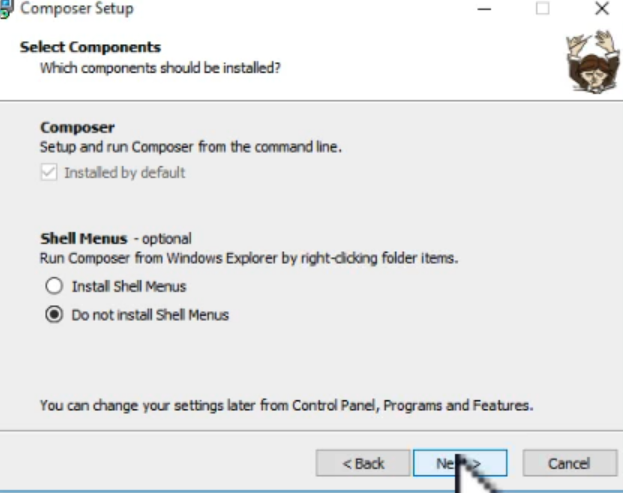 Composer Setup
Select Components
Which components should be installed?
Composer
Setup and run Composer from the command line.
Installed by default
Shell Menus - optional
Run Composer from Windows Explorer by right-clicking folder items.
Install Shell Menus
Do not install Shell Menus
You can change your settings later from Control Panel, Programs and Features.
< Back
Next >
Cancel